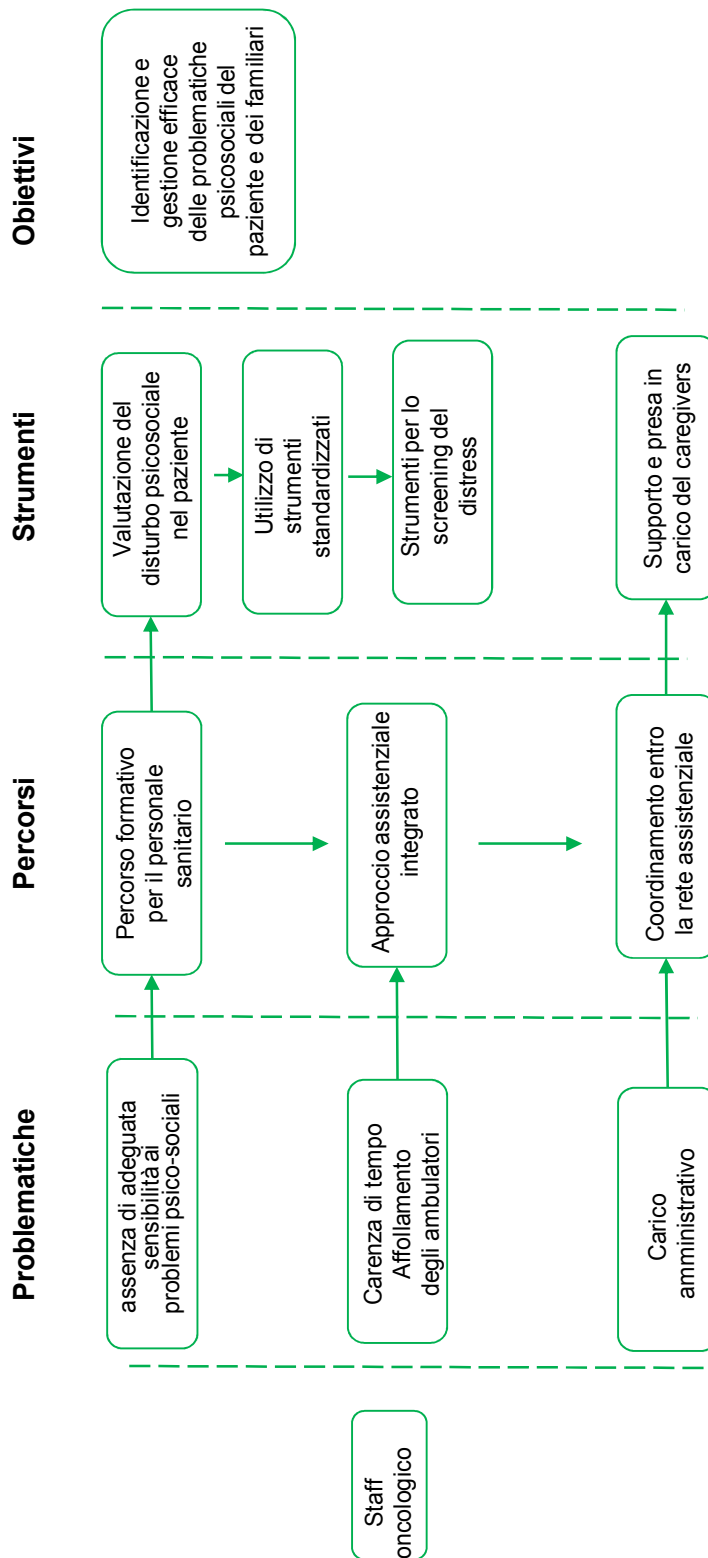 Problematiche
Percorsi
Strumenti
Obiettivi
Staff
oncologico
assenza di adeguata
sensibilità ai
problemi psico-sociali
Carenza di tempo
Affollamento
degli ambulatori
Carico
amministrativo
Percorso formativo
per il personale
sanitario
Approccio assistenziale
integrato
Coordinamento entro
la rete assistenziale
Valutazione del
disturbo psicosociale
nel paziente
Utilizzo di
strumenti
standardizzati
Strumenti per lo
screening del
distress
Supporto e presa in
carico del caregivers
Identificazione e
gestione efficace
delle problematiche
psicosociali del
paziente e dei familiari